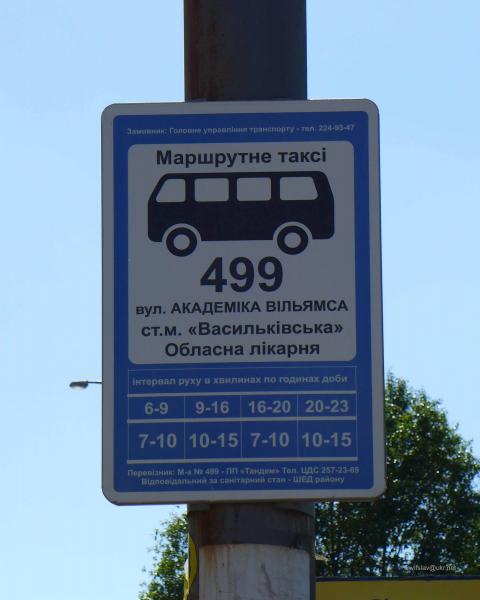 Замовник: Головне управління транспорту - тел. 224-93-47
Маршрутне таксі
499
вул. АКАДЕМІКА ВІЛЬЯМСА
ст.м. «Васильківська»
Обласна лікарня
інтервал руху в хвилинах по годинах доби
6-9 9-16 16-20 20-23
7-10 10-15 7-10 10-15
Перевізник: М-а № 499 - ПП «Тандем» Тел. ЦДС 257-23-69
Відповідальний за санітарний стан - ШЕД району